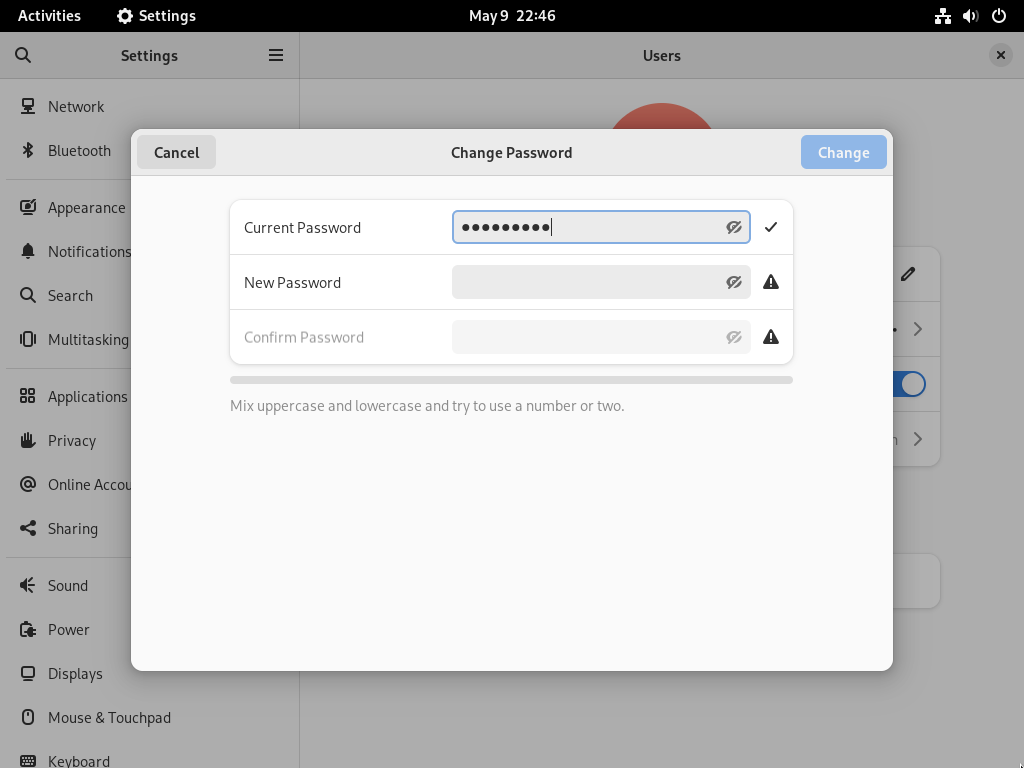 Activities Settings May 9 22:46
Settings Users
Network
Bluetooth
Appearance
Notifications
Search
Multitasking
Applications
Privacy
Online Accou
Sharing
Sound
Power
Displays
Mouse & Touchpad
Keyboard
Cancel Change Password Change
Current Password ●●●●●●●●●
New Password
Confirm Password
Mix uppercase and lowercase and try to use a number or two.